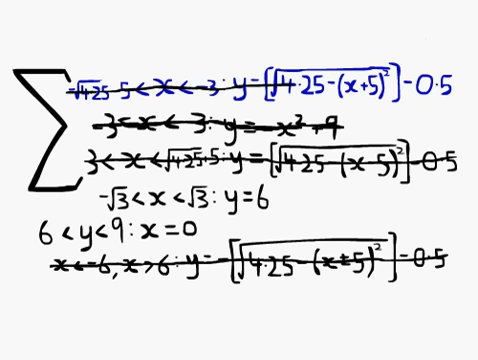 -√4.25-5<x<-3:y=[√4.25-(x+5)²]-0.5
-3<x<3:y=-x²+9
3<x<√4.25+5:y=[√4.25-(x-5)²]-0.5
-√3<x<√3:y=6
6<y<9:x=0
x<-6,x>6:y=-[√4.25-(x±5)²]-0.5